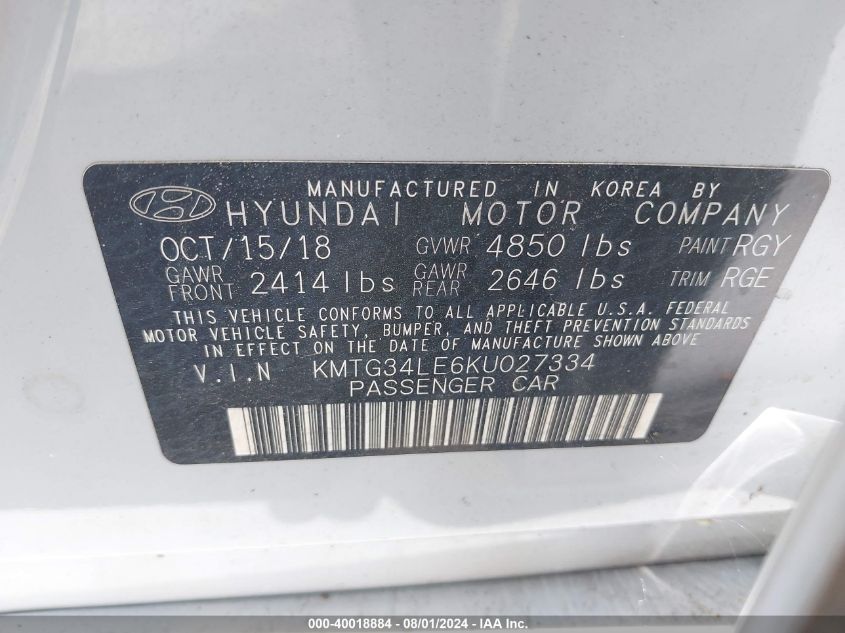 MANUFACTURED IN KOREA BY
HYUNDAI MOTOR COMPANY
OCT/15/18 GVWR 4850 lbs PAINT RGY
GAWR FRONT 2414 lbs GAWR REAR 2646 lbs TRIM RGE
THIS VEHICLE CONFORMS TO ALL APPLICABLE U.S.A. FEDERAL
MOTOR VEHICLE SAFETY, BUMPER, AND THEFT PREVENTION STANDARDS
IN EFFECT ON THE DATE OF MANUFACTURE SHOWN ABOVE.
V.I.N KMTG34LE6KU027334
PASSENGER CAR
000-40018884 - 08/01/2024 - IAA Inc.